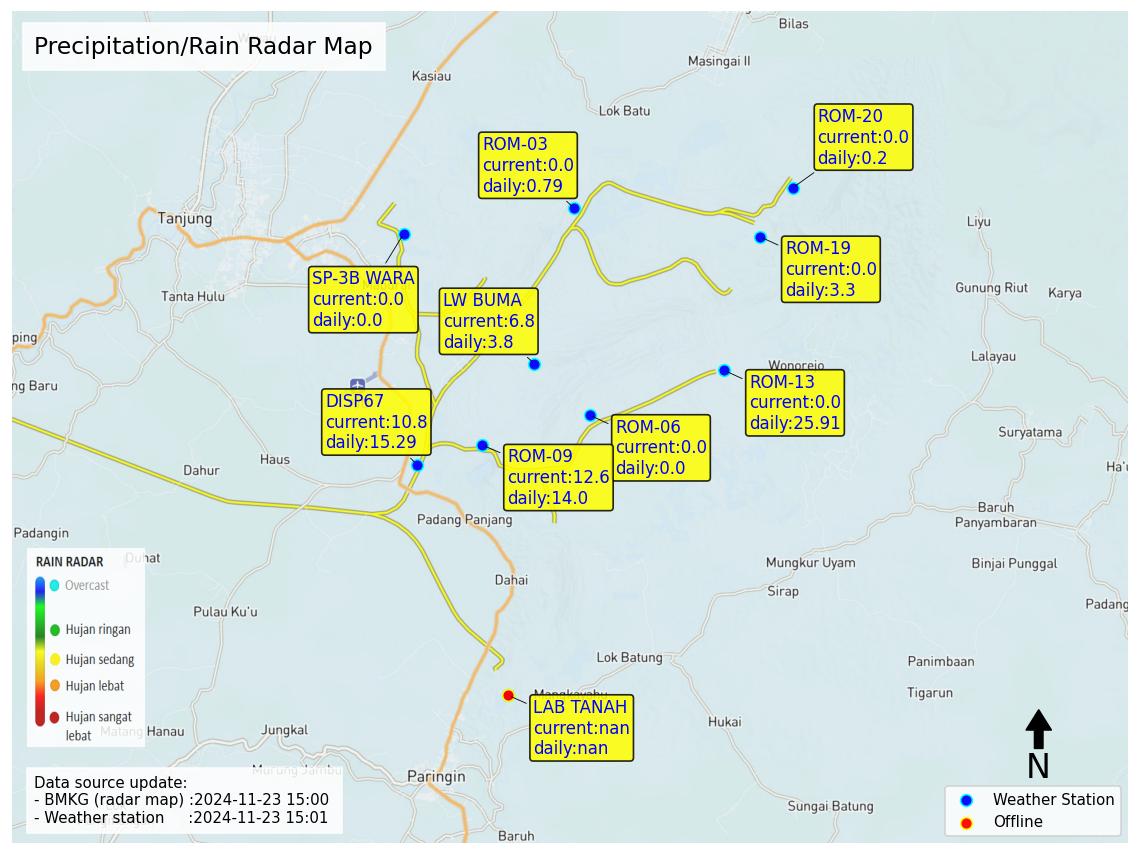 Precipitation/Rain Radar Map
Bilas
Masingai II
Kasiau
Lok Batu
ROM-20
current:0.0
daily:0.2
ROM-03
current:0.0
daily:0.79
Tanjung
Liyu
ROM-19
current:0.0
daily:3.3
SP-3B WARA
current:0.0
daily:0.0
Tanta Hulu
Gunung Riut
Karya
LW BUMA
current:6.8
daily:3.8
ping
Lalayau
Wonorejo
ng Baru
ROM-13
current:0.0
daily:25.91
DISP67
current:10.8
daily:15.29
ROM-06
current:0.0
daily:0.0
Suryatama
ROM-09
current:12.6
daily:14.0
Haus
Dahur
Ha'u
Baruh
Panyambaran
Padang Panjang
Padangin
Duhat
Mungkur Uyam
Binjai Punggal
Dahai
Sirap
Padang
Pulau Ku'u
RAIN RADAR
Overcast
Hujan ringan
Hujan sedang
Hujan lebat
Hujan sangat
lebat
Lok Batung
Panimbaan
Tigarun
Mangkayahu
LAB TANAH
current:nan
daily:nan
Hukai
Matang Hanau
Jungkal
Murung Jambu
Paringin
N
Sungai Batung
Baruh
Data source update:
- BMKG (radar map) :2024-11-23 15:00
- Weather station :2024-11-23 15:01
Weather Station
Offline